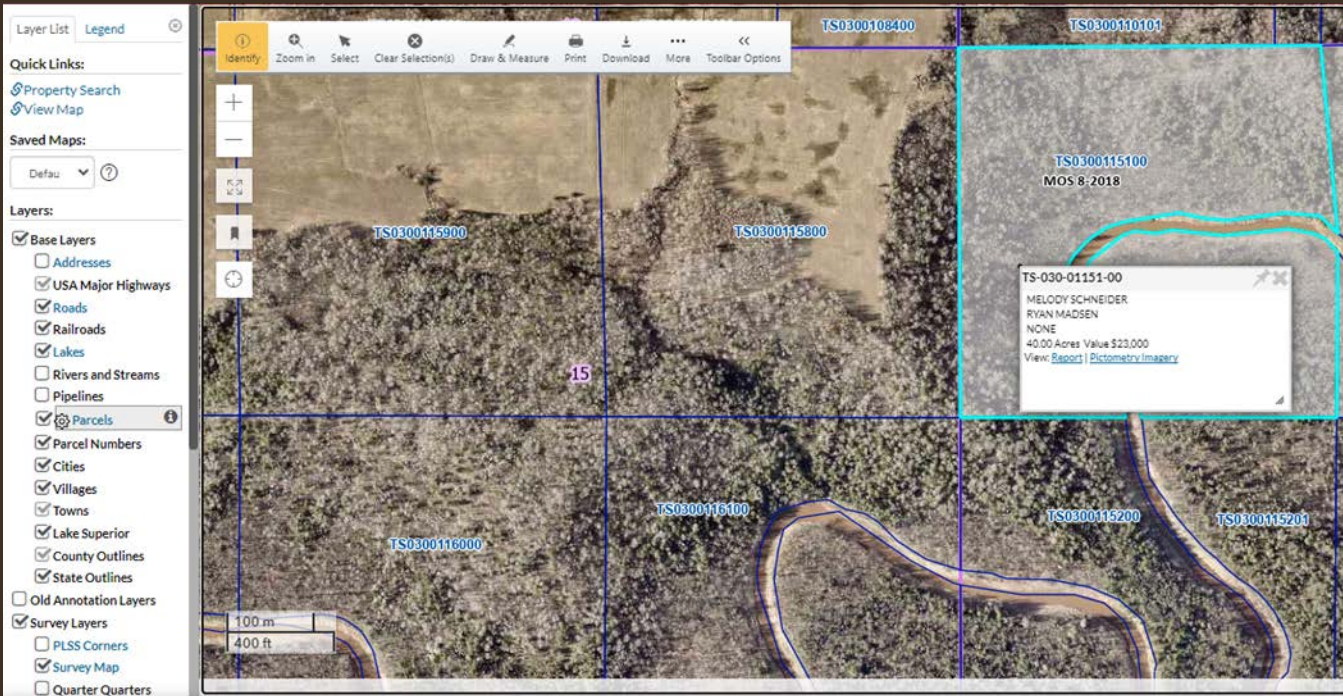 Layer List Legend
Quick Links:
Property Search
View Map
Saved Maps:
Defau
Layers:
Base Layers
Addresses
USA Major Highways
Roads
Railroads
Lakes
Rivers and Streams
Pipelines
Parcels
Parcel Numbers
Cities
Villages
Towns
Lake Superior
County Outlines
State Outlines
Old Annotation Layers
Survey Layers
PLSS Corners
Survey Map
Quarter Quarters
Identify Zoom in Select Clear Selection(s) Draw & Measure Print Download More Toolbar Options
TS0300108400
TS0300110101
TS0300115100
MOS 8-2018
TS0300115900
TS0300115800
TS-030-01151-00
MELODY SCHNEIDER
RYAN MADSEN
NONE
40.00 Acres Value $23,000
View: Report | Pictometry Imagery
15
TS0300116100
TS0300115200
TS0300115201
TS0300116000
100 m
400 ft